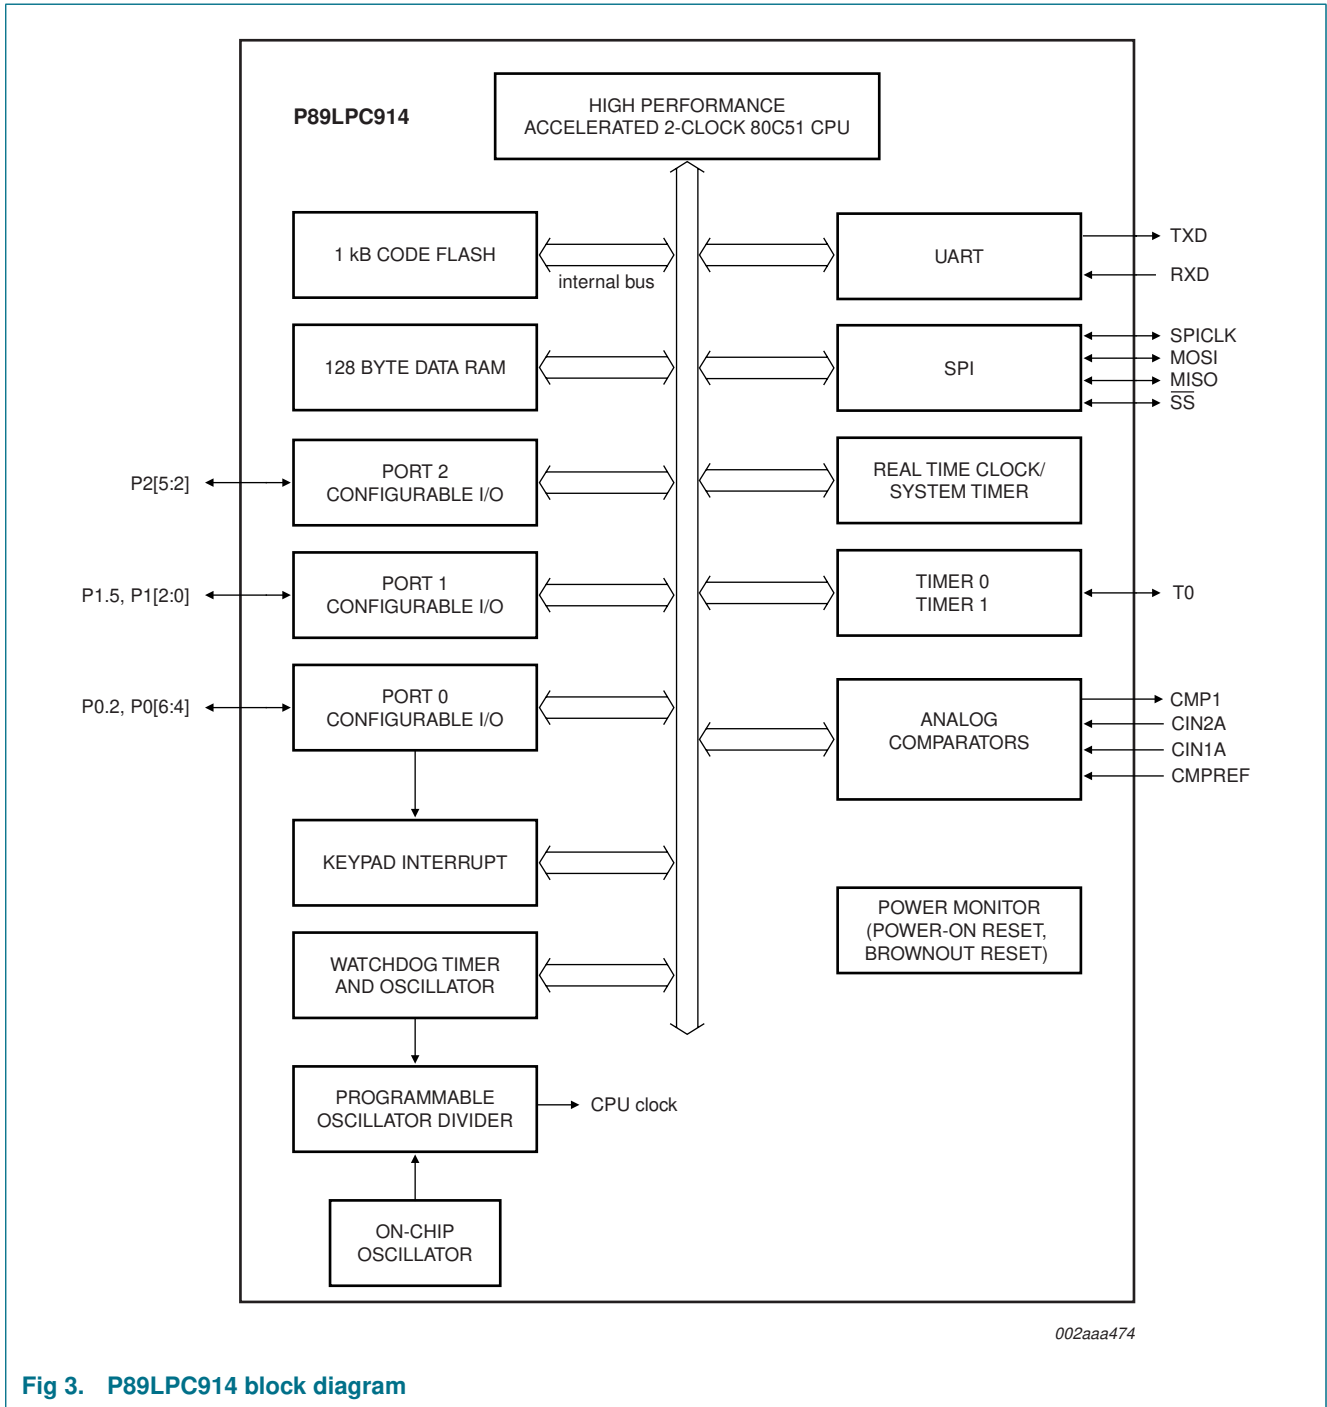 P89LPC914
HIGH PERFORMANCE
ACCELERATED 2-CLOCK 80C51 CPU
1 kB CODE FLASH
internal bus
UART
TXD
RXD
128 BYTE DATA RAM
SPI
SPICLK
MOSI
MISO
SS
P2[5:2]
PORT 2
CONFIGURABLE I/O
REAL TIME CLOCK/
SYSTEM TIMER
P1.5, P1[2:0]
PORT 1
CONFIGURABLE I/O
TIMER 0
TIMER 1
T0
P0.2, P0[6:4]
PORT 0
CONFIGURABLE I/O
ANALOG
COMPARATORS
CMP1
CIN2A
CIN1A
CMPREF
KEYPAD INTERRUPT
POWER MONITOR
(POWER-ON RESET,
BROWNOUT RESET)
WATCHDOG TIMER
AND OSCILLATOR
PROGRAMMABLE
OSCILLATOR DIVIDER
CPU clock
ON-CHIP
OSCILLATOR
002aaa474
Fig 3. P89LPC914 block diagram